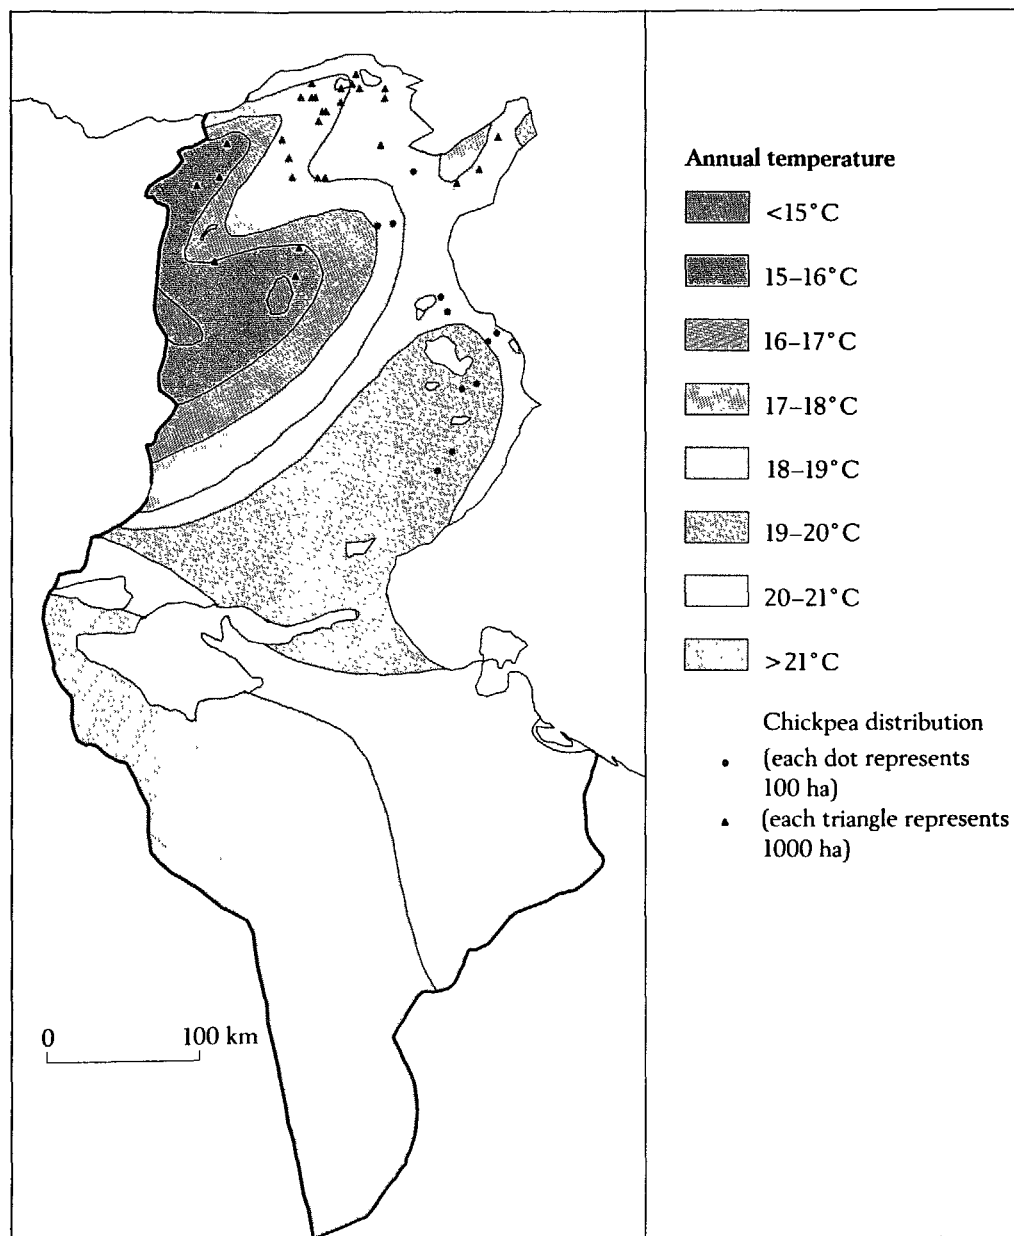 Annual temperature
<15°C
15–16°C
16–17°C
17–18°C
18–19°C
19–20°C
20–21°C
>21°C
Chickpea distribution
(each dot represents
100 ha)
(each triangle represents
1000 ha)
0 100 km